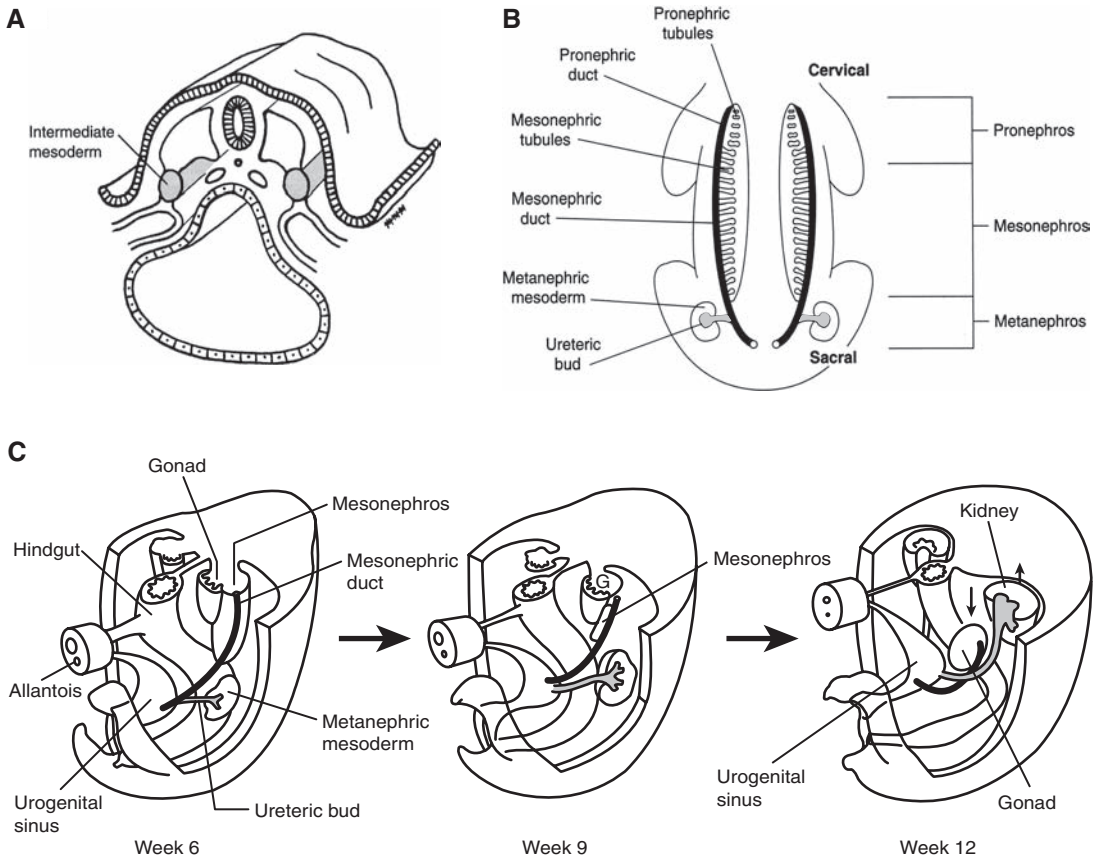 A
Intermediate
mesoderm
B
Pronephric
tubules
Pronephric
duct
Cervical
Mesonephric
tubules
Pronephros
Mesonephric
duct
Mesonephros
Metanephric
mesoderm
Metanephros
Ureteric
bud
Sacral
C
Gonad
Mesonephros
Hindgut
Mesonephric
duct
Allantois
Metanephric
mesoderm
Urogenital
sinus
Ureteric bud
Week 6
G
Mesonephros
Week 9
Kidney
Urogenital
sinus
Gonad
Week 12